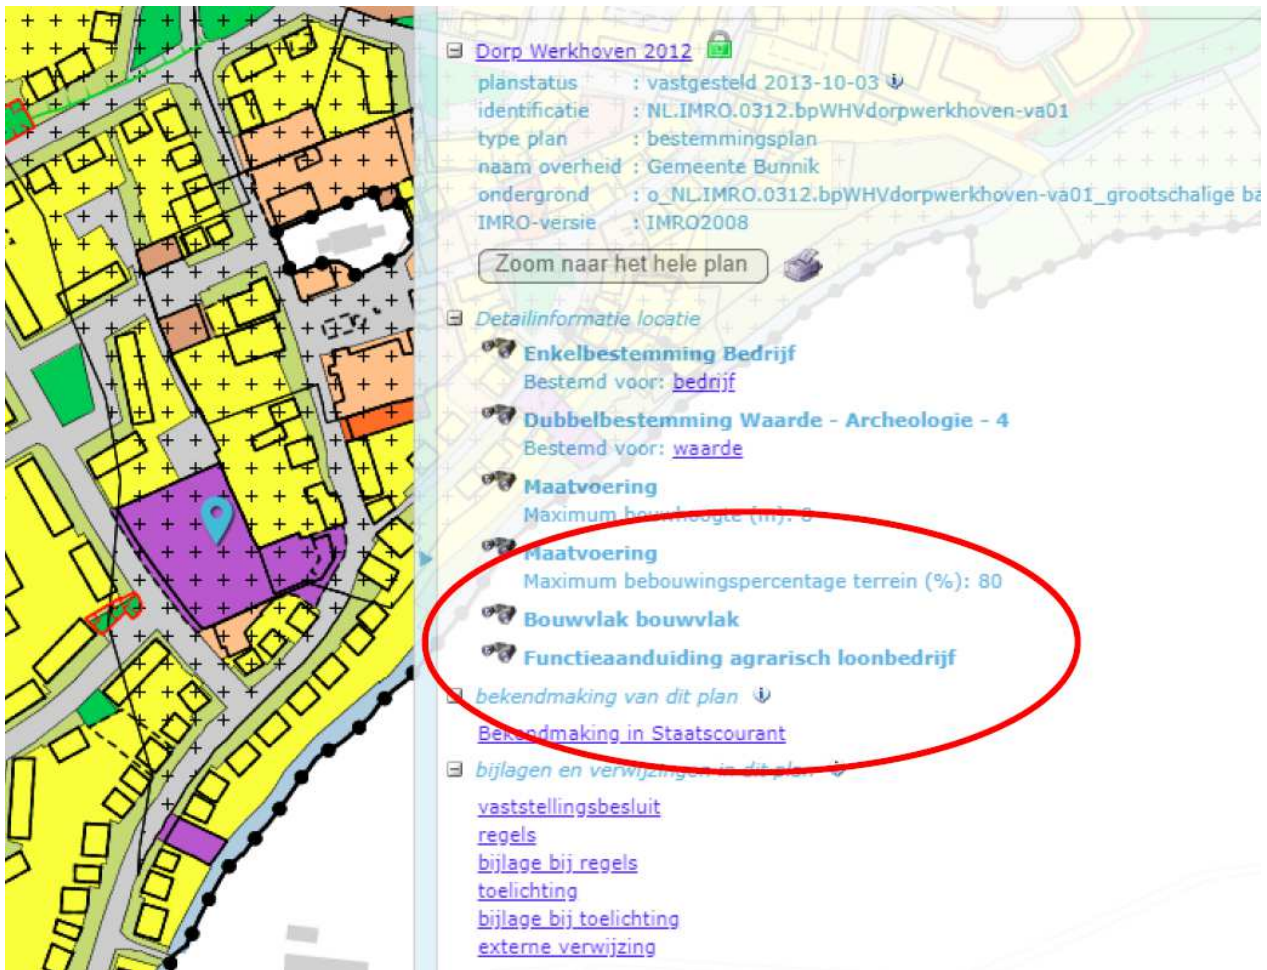 Dorp Werkhoven 2012
planstatus : vastgesteld 2013-10-03
identificatie : NL.IMRO.0312.bpWHVdorpwerkhoven-va01
type plan : bestemmingsplan
naam overheid : Gemeente Bunnik
ondergrond : o_NL.IMRO.0312.bpWHVdorpwerkhoven-va01_grootschalige ba
IMRO-versie : IMRO2008
Zoom naar het hele plan
Detailinformatie locatie
Enkelbestemming Bedrijf
Bestemd voor: bedrijf
Dubbelbestemming Waarde - Archeologie - 4
Bestemd voor: waarde
Maatvoering
Maximum bouwhoogte (m):
Maatvoering
Maximum bebouwingspercentage terrein (%): 80
Bouwvlak bouwvlak
Functieaanduiding agrarisch loonbedrijf
bekendmaking van dit plan
Bekendmaking in Staatscourant
bijlagen en verwijzingen in dit plan
vaststellingsbesluit
regels
bijlage bij regels
toelichting
bijlage bij toelichting
externe verwijzing